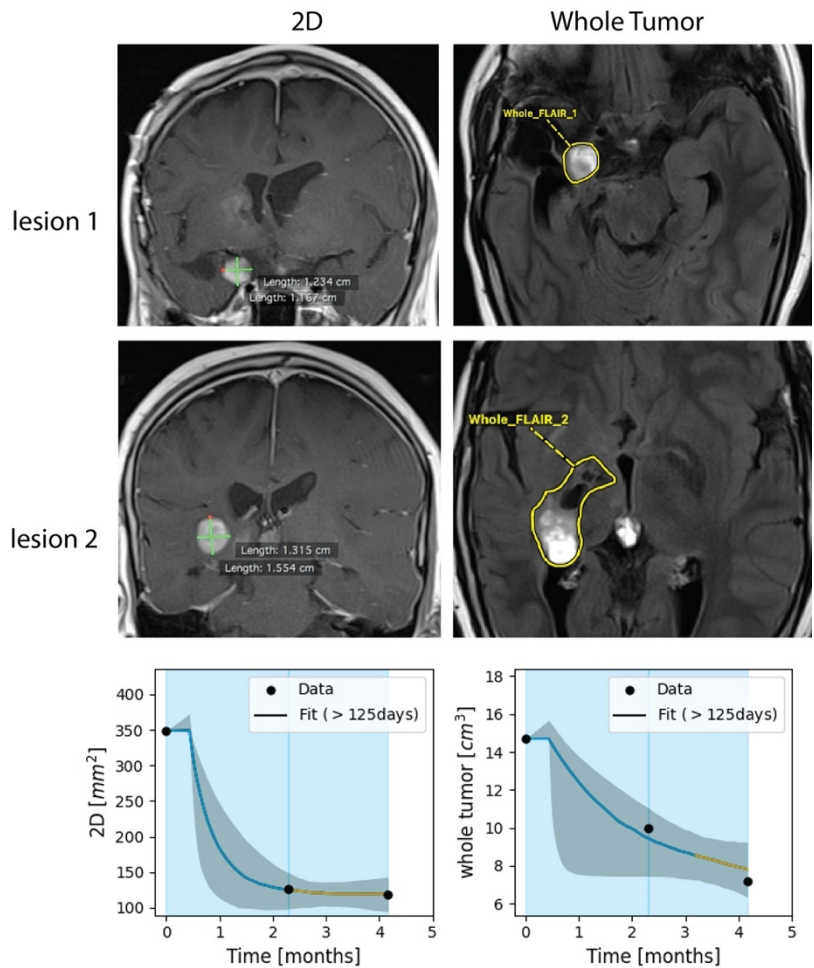 2D
Whole Tumor
lesion 1
Length: 1.234 cm
Length: 1.167 cm
Whole_FLAIR_1
lesion 2
Length: 1.315 cm
Length: 1.554 cm
Whole_FLAIR_2
2D [mm²]
400
350
300
250
200
150
100
Data
Fit ( > 125days)
0 1 2 3 4 5
Time [months]
whole tumor [cm³]
18
16
14
12
10
8
6
Data
Fit ( > 125days)
0 1 2 3 4 5
Time [months]